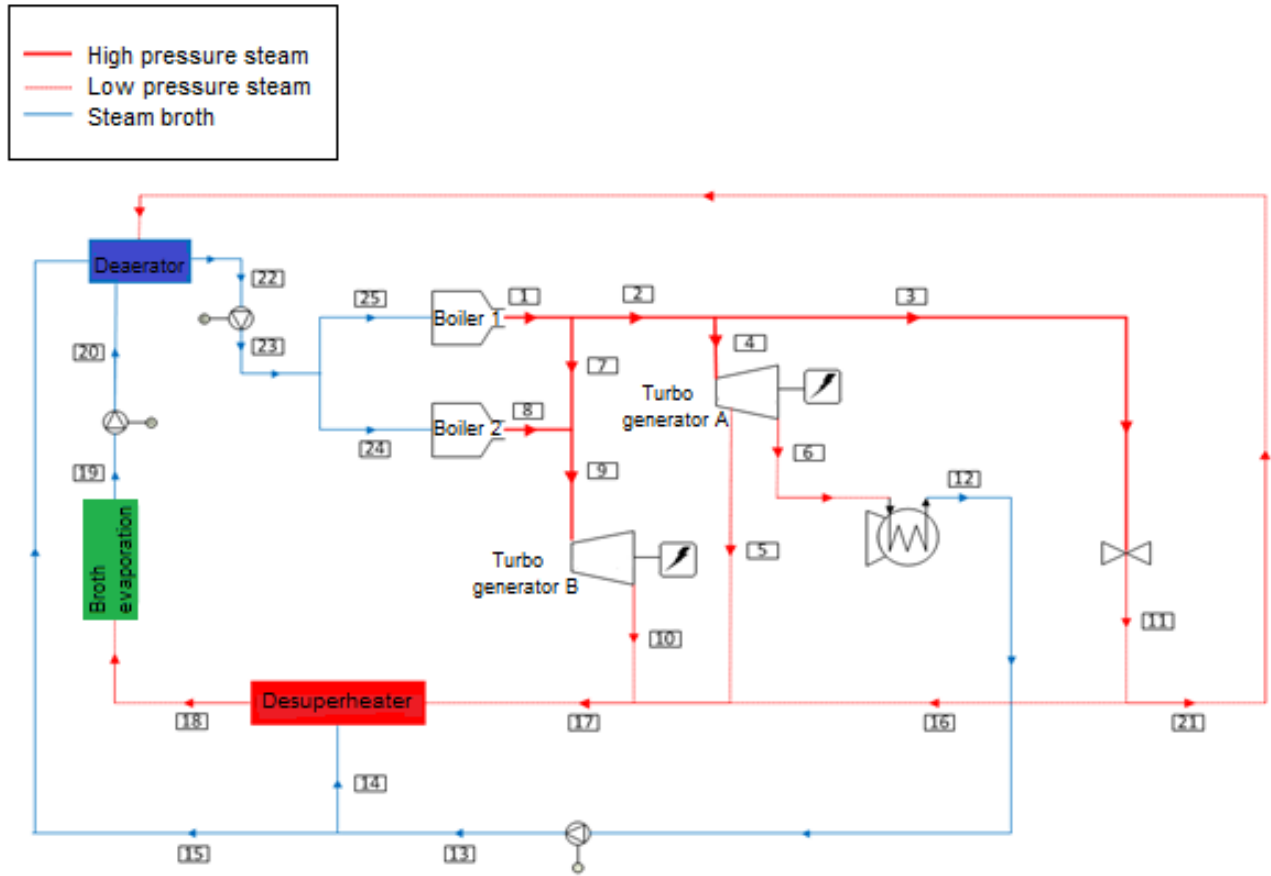 High pressure steam
Low pressure steam
Steam broth
Deaerator
22
25
1
2
3
Boiler 1
23
4
20
7
Turbo
generator A
8
Boiler 2
24
6
19
9
12
Broth
evaporation
Turbo
generator B
5
10
11
Desuperheater
18
17
16
21
14
15
13